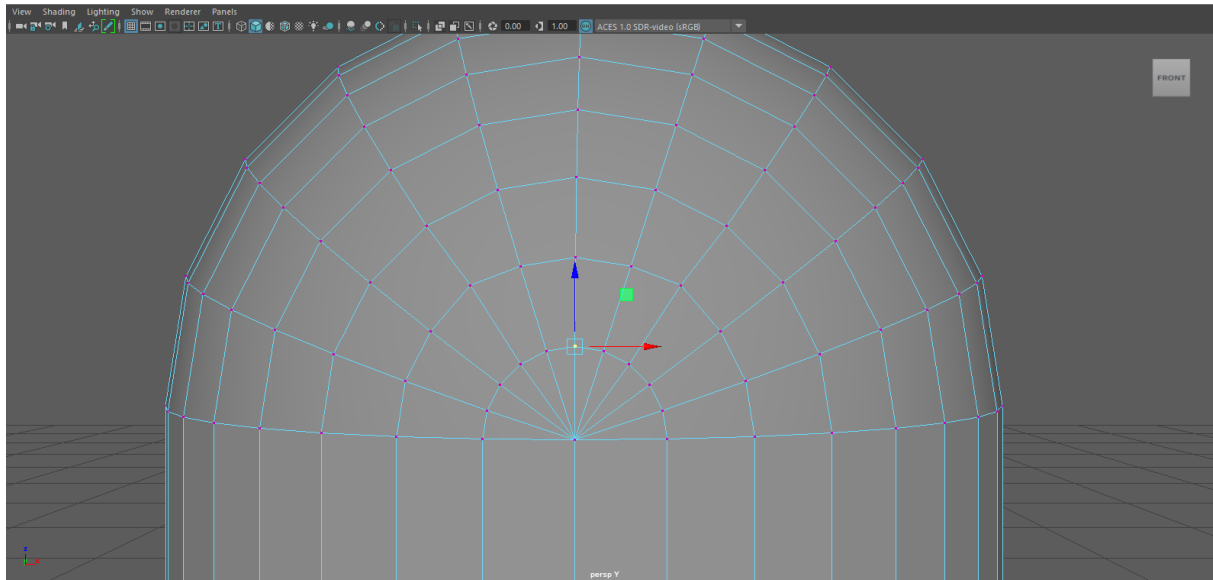 View Shading Lighting Show Renderer Panels
0.00 1.00 ACES 1.0 SDR-video (sRGB)
FRONT
z
x
persp Y